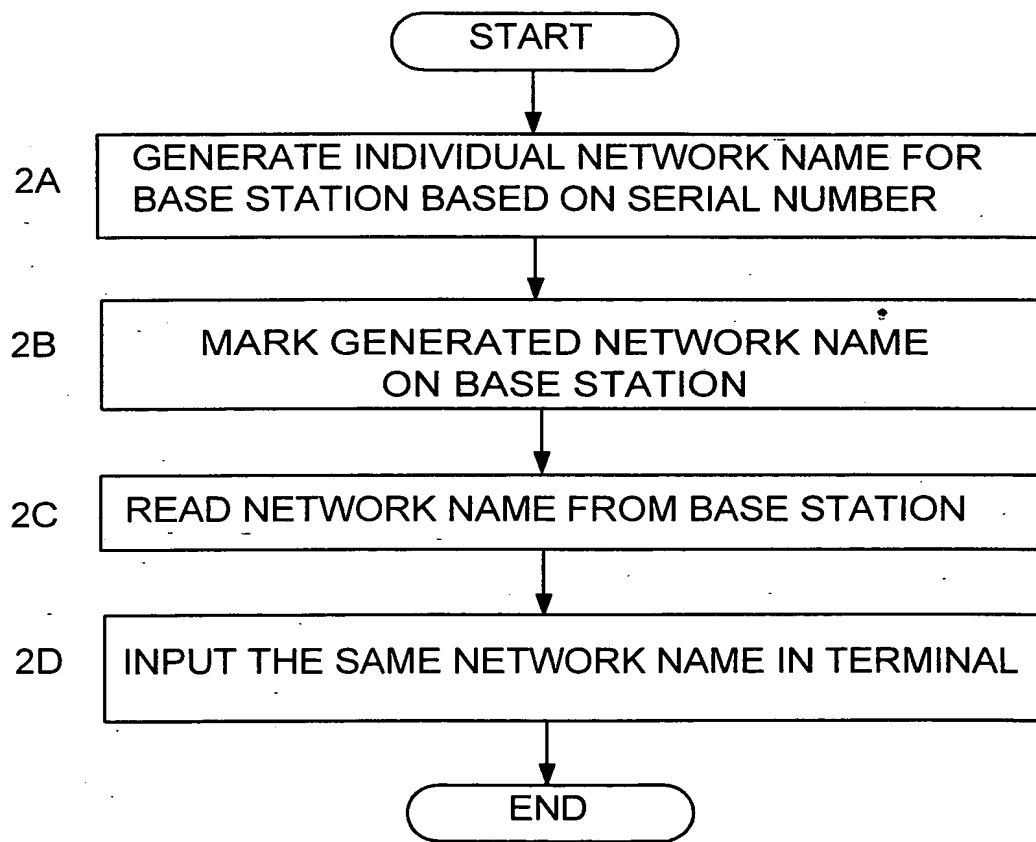 START
2A
GENERATE INDIVIDUAL NETWORK NAME FOR
BASE STATION BASED ON SERIAL NUMBER
2B
MARK GENERATED NETWORK NAME
ON BASE STATION
2C
READ NETWORK NAME FROM BASE STATION
2D
INPUT THE SAME NETWORK NAME IN TERMINAL
END